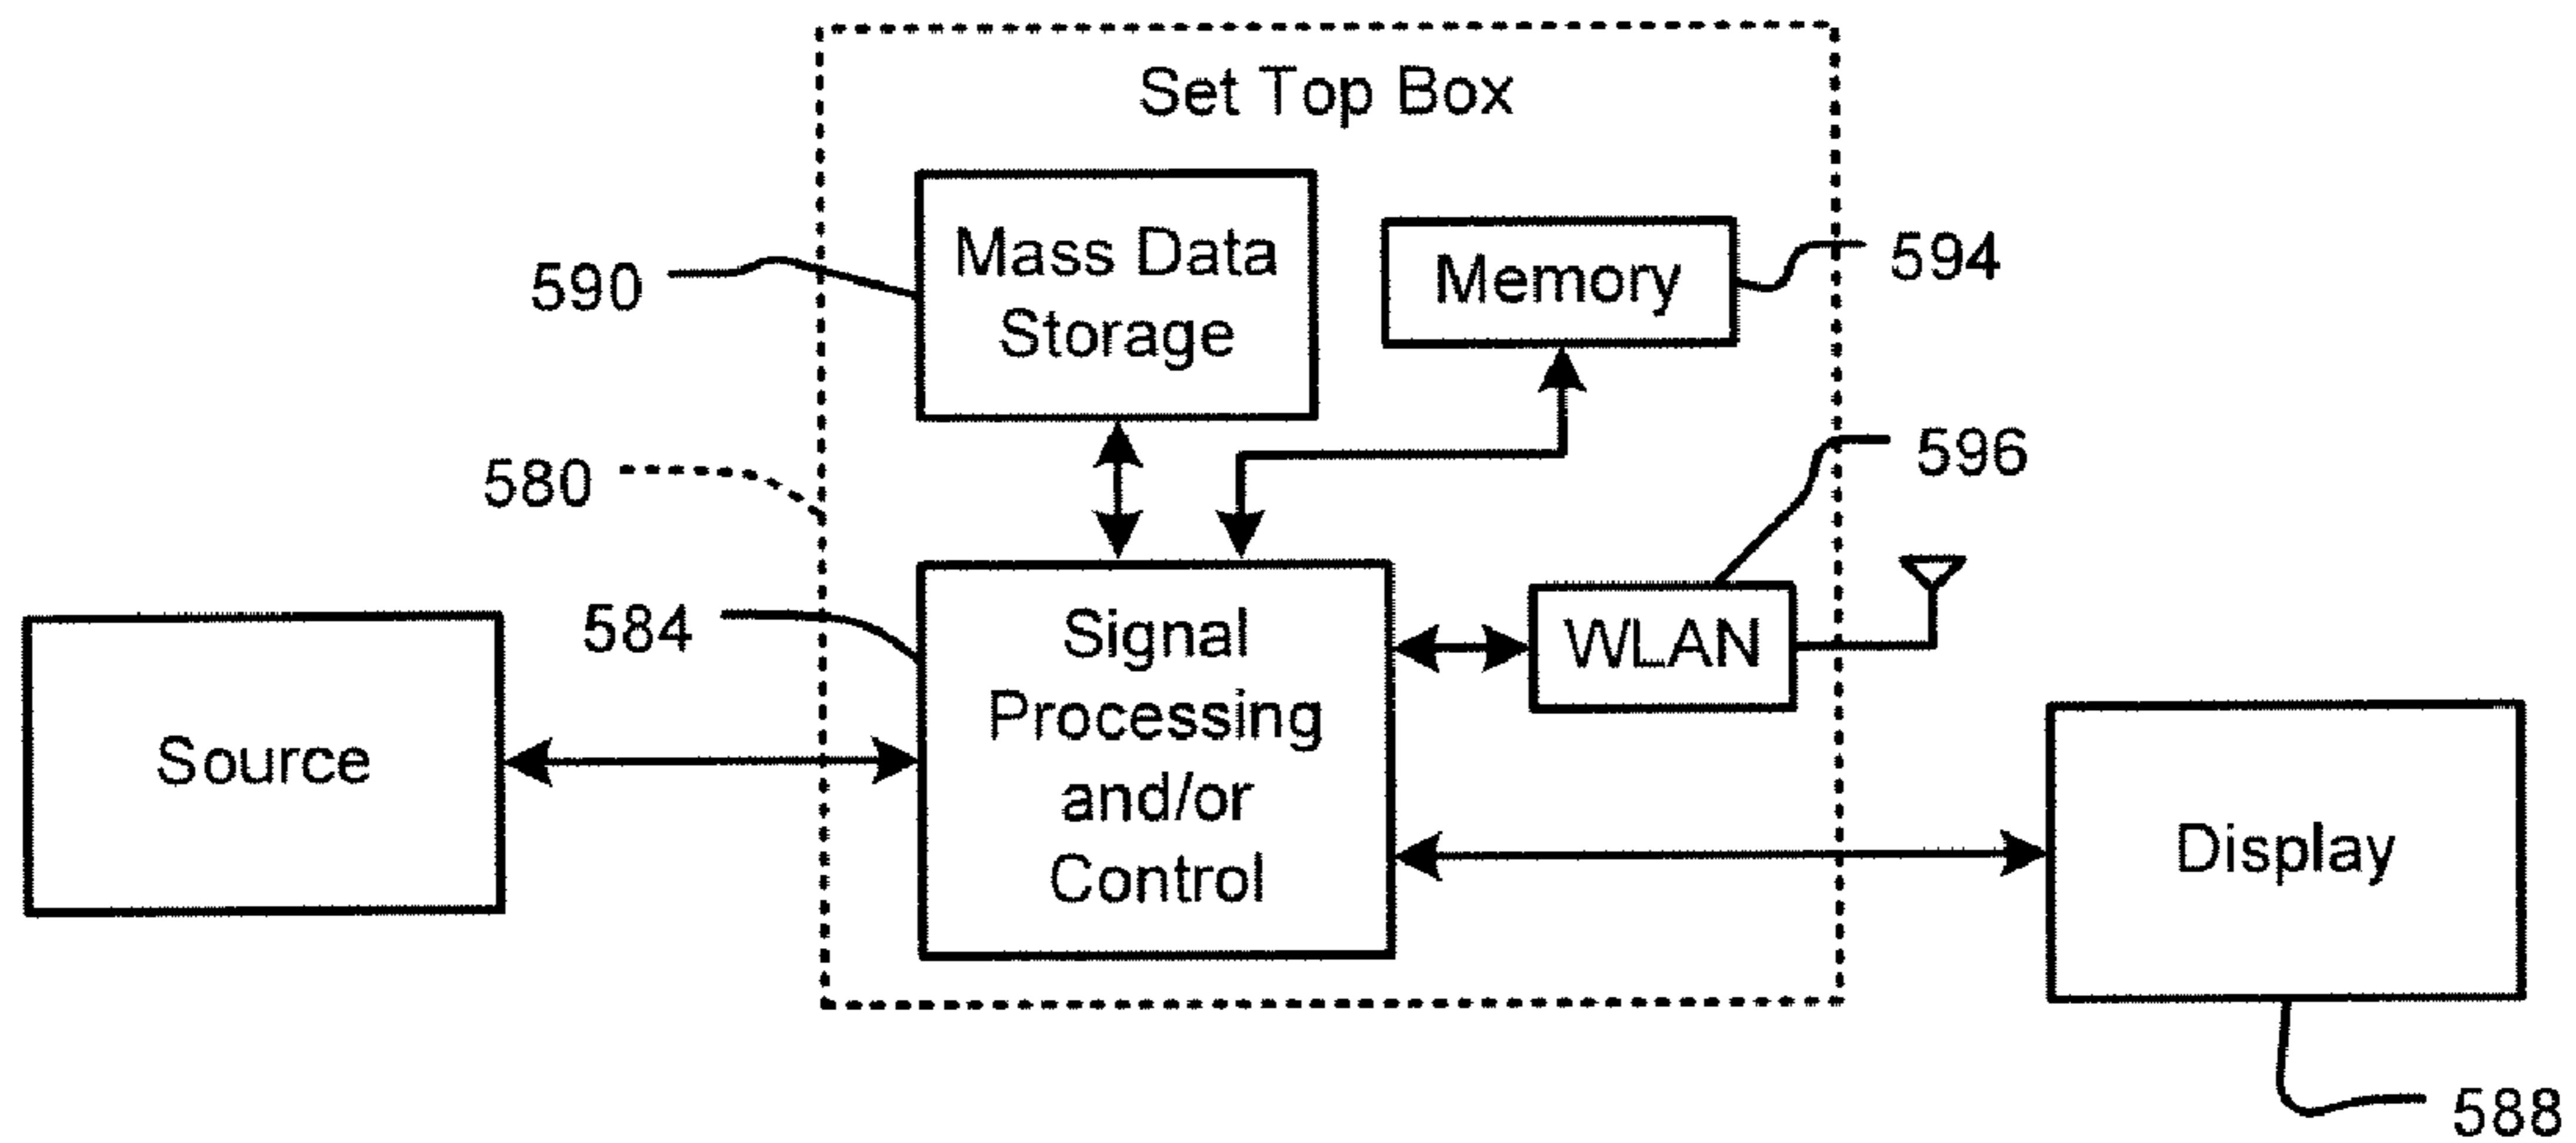 Set Top Box
Mass Data
Storage
590
Memory
594
580
596
584
Signal
Processing
and/or
Control
WLAN
Source
Display
588